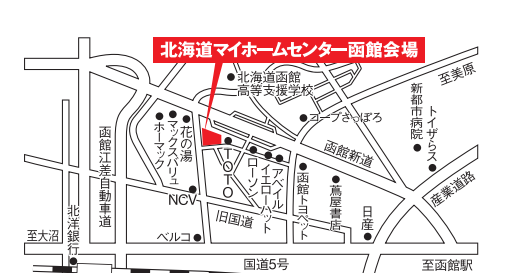 北海道マイホームセンター函館会場
北海道函館
高等支援学校
至美原
コープさっぽろ
新都市病院
トイザらス
函館新道
産業道路
花の湯
マックスバリュ
ホーマック
函館江差自動車道
TOTO
ローソン
イエローハット
アベイル
函館トヨペット
蔦屋書店
日産
NCV
旧国道
北洋銀行
至大沼
ベルコ
国道5号
至函館駅